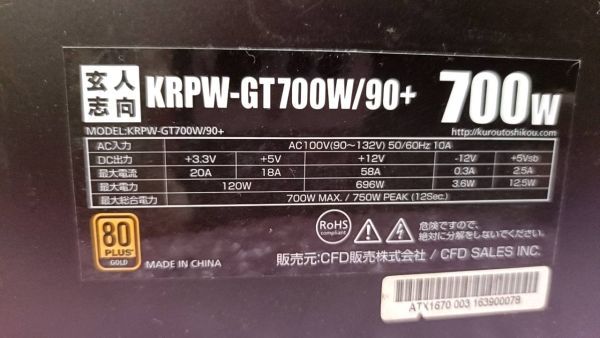 玄人
志向
KRPW-GT700W/90+ 700W
MODEL:KRPW-GT700W/90+
http://kuroutoshikou.com/
AC入力 AC100V(90〜132V) 50/60Hz 10A
DC出力 +3.3V +5V +12V -12V +5Vsb
最大電流 20A 18A 58A 0.3A 2.5A
最大電力 120W 696W 3.6W 12.5W
最大総合電力 700W MAX. / 750W PEAK (12Sec.)
80
PLUS
GOLD
MADE IN CHINA
RoHS
compliant
危険ですので、
絶対に分解をしないでください。
販売元:CFD販売株式会社 / CFD SALES INC.
ATX1670 003 163900078